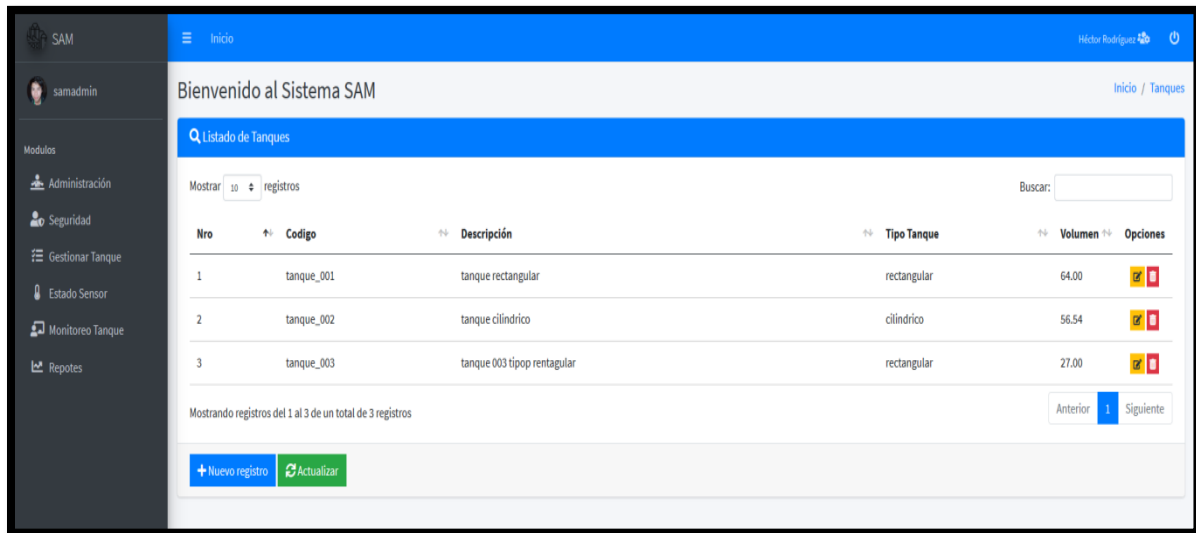 SAM
Inicio
Héctor Rodríguez
samadmin
Bienvenido al Sistema SAM
Inicio / Tanques
Modulos
Administración
Seguridad
Gestionar Tanque
Estado Sensor
Monitoreo Tanque
Repotes
Listado de Tanques
Mostrar 10 registros
Buscar:
Nro Codigo Descripción Tipo Tanque Volumen Opciones
1 tanque_001 tanque rectangular rectangular 64.00
2 tanque_002 tanque cilindrico cilindrico 56.54
3 tanque_003 tanque 003 tipop rentagular rectangular 27.00
Mostrando registros del 1 al 3 de un total de 3 registros
Anterior 1 Siguiente
Nuevo registro Actualizar